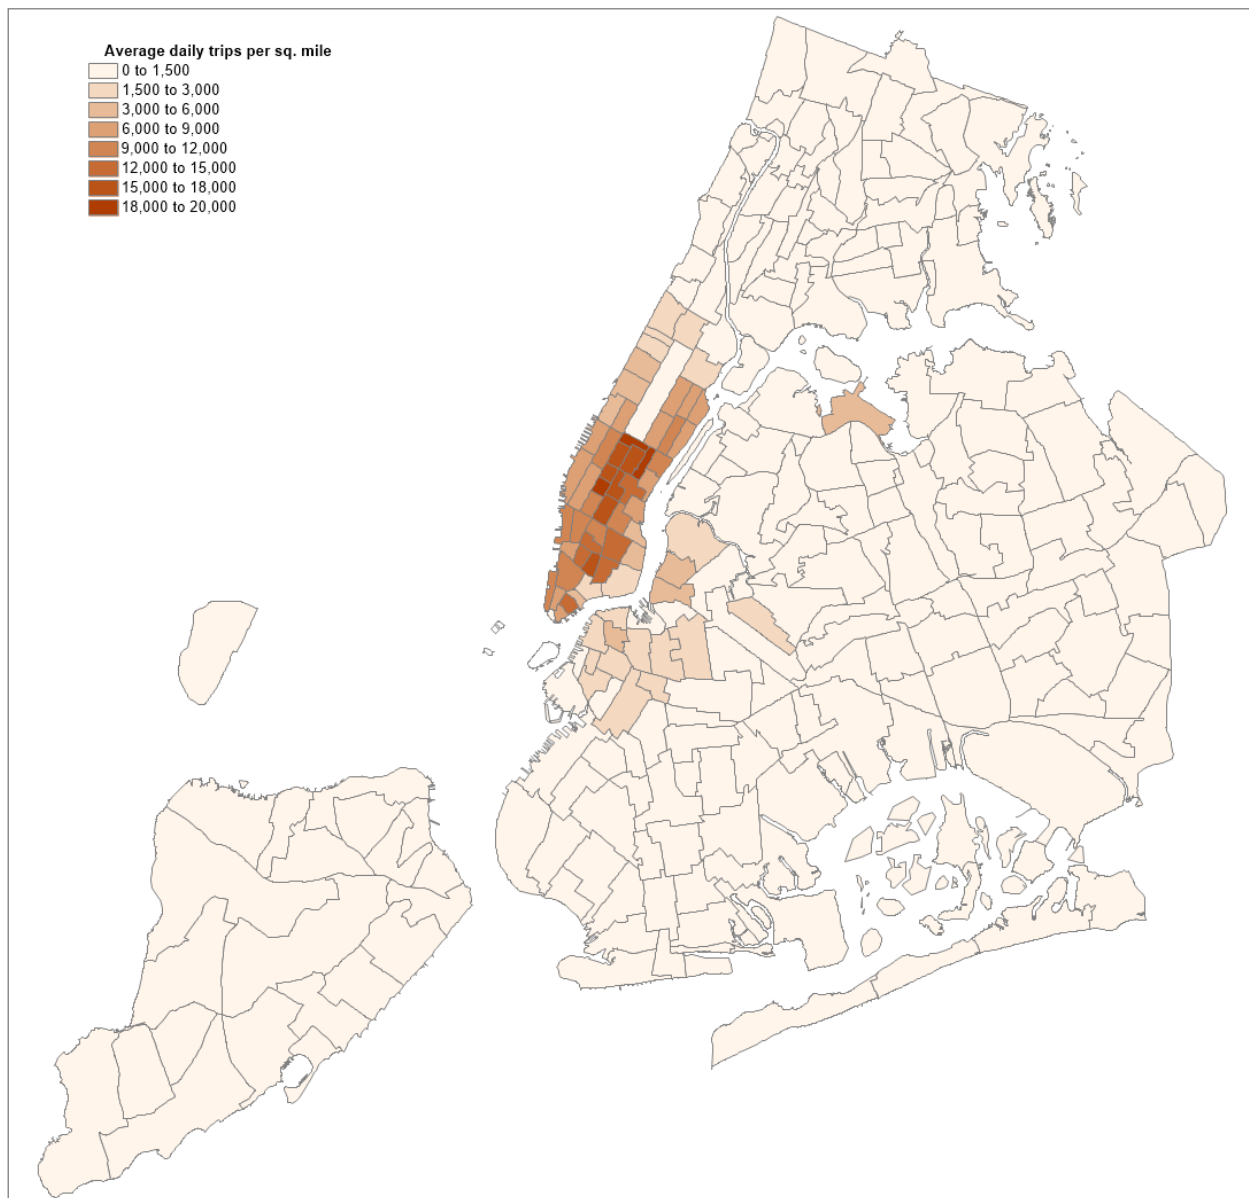 Average daily trips per sq. mile
0 to 1,500
1,500 to 3,000
3,000 to 6,000
6,000 to 9,000
9,000 to 12,000
12,000 to 15,000
15,000 to 18,000
18,000 to 20,000